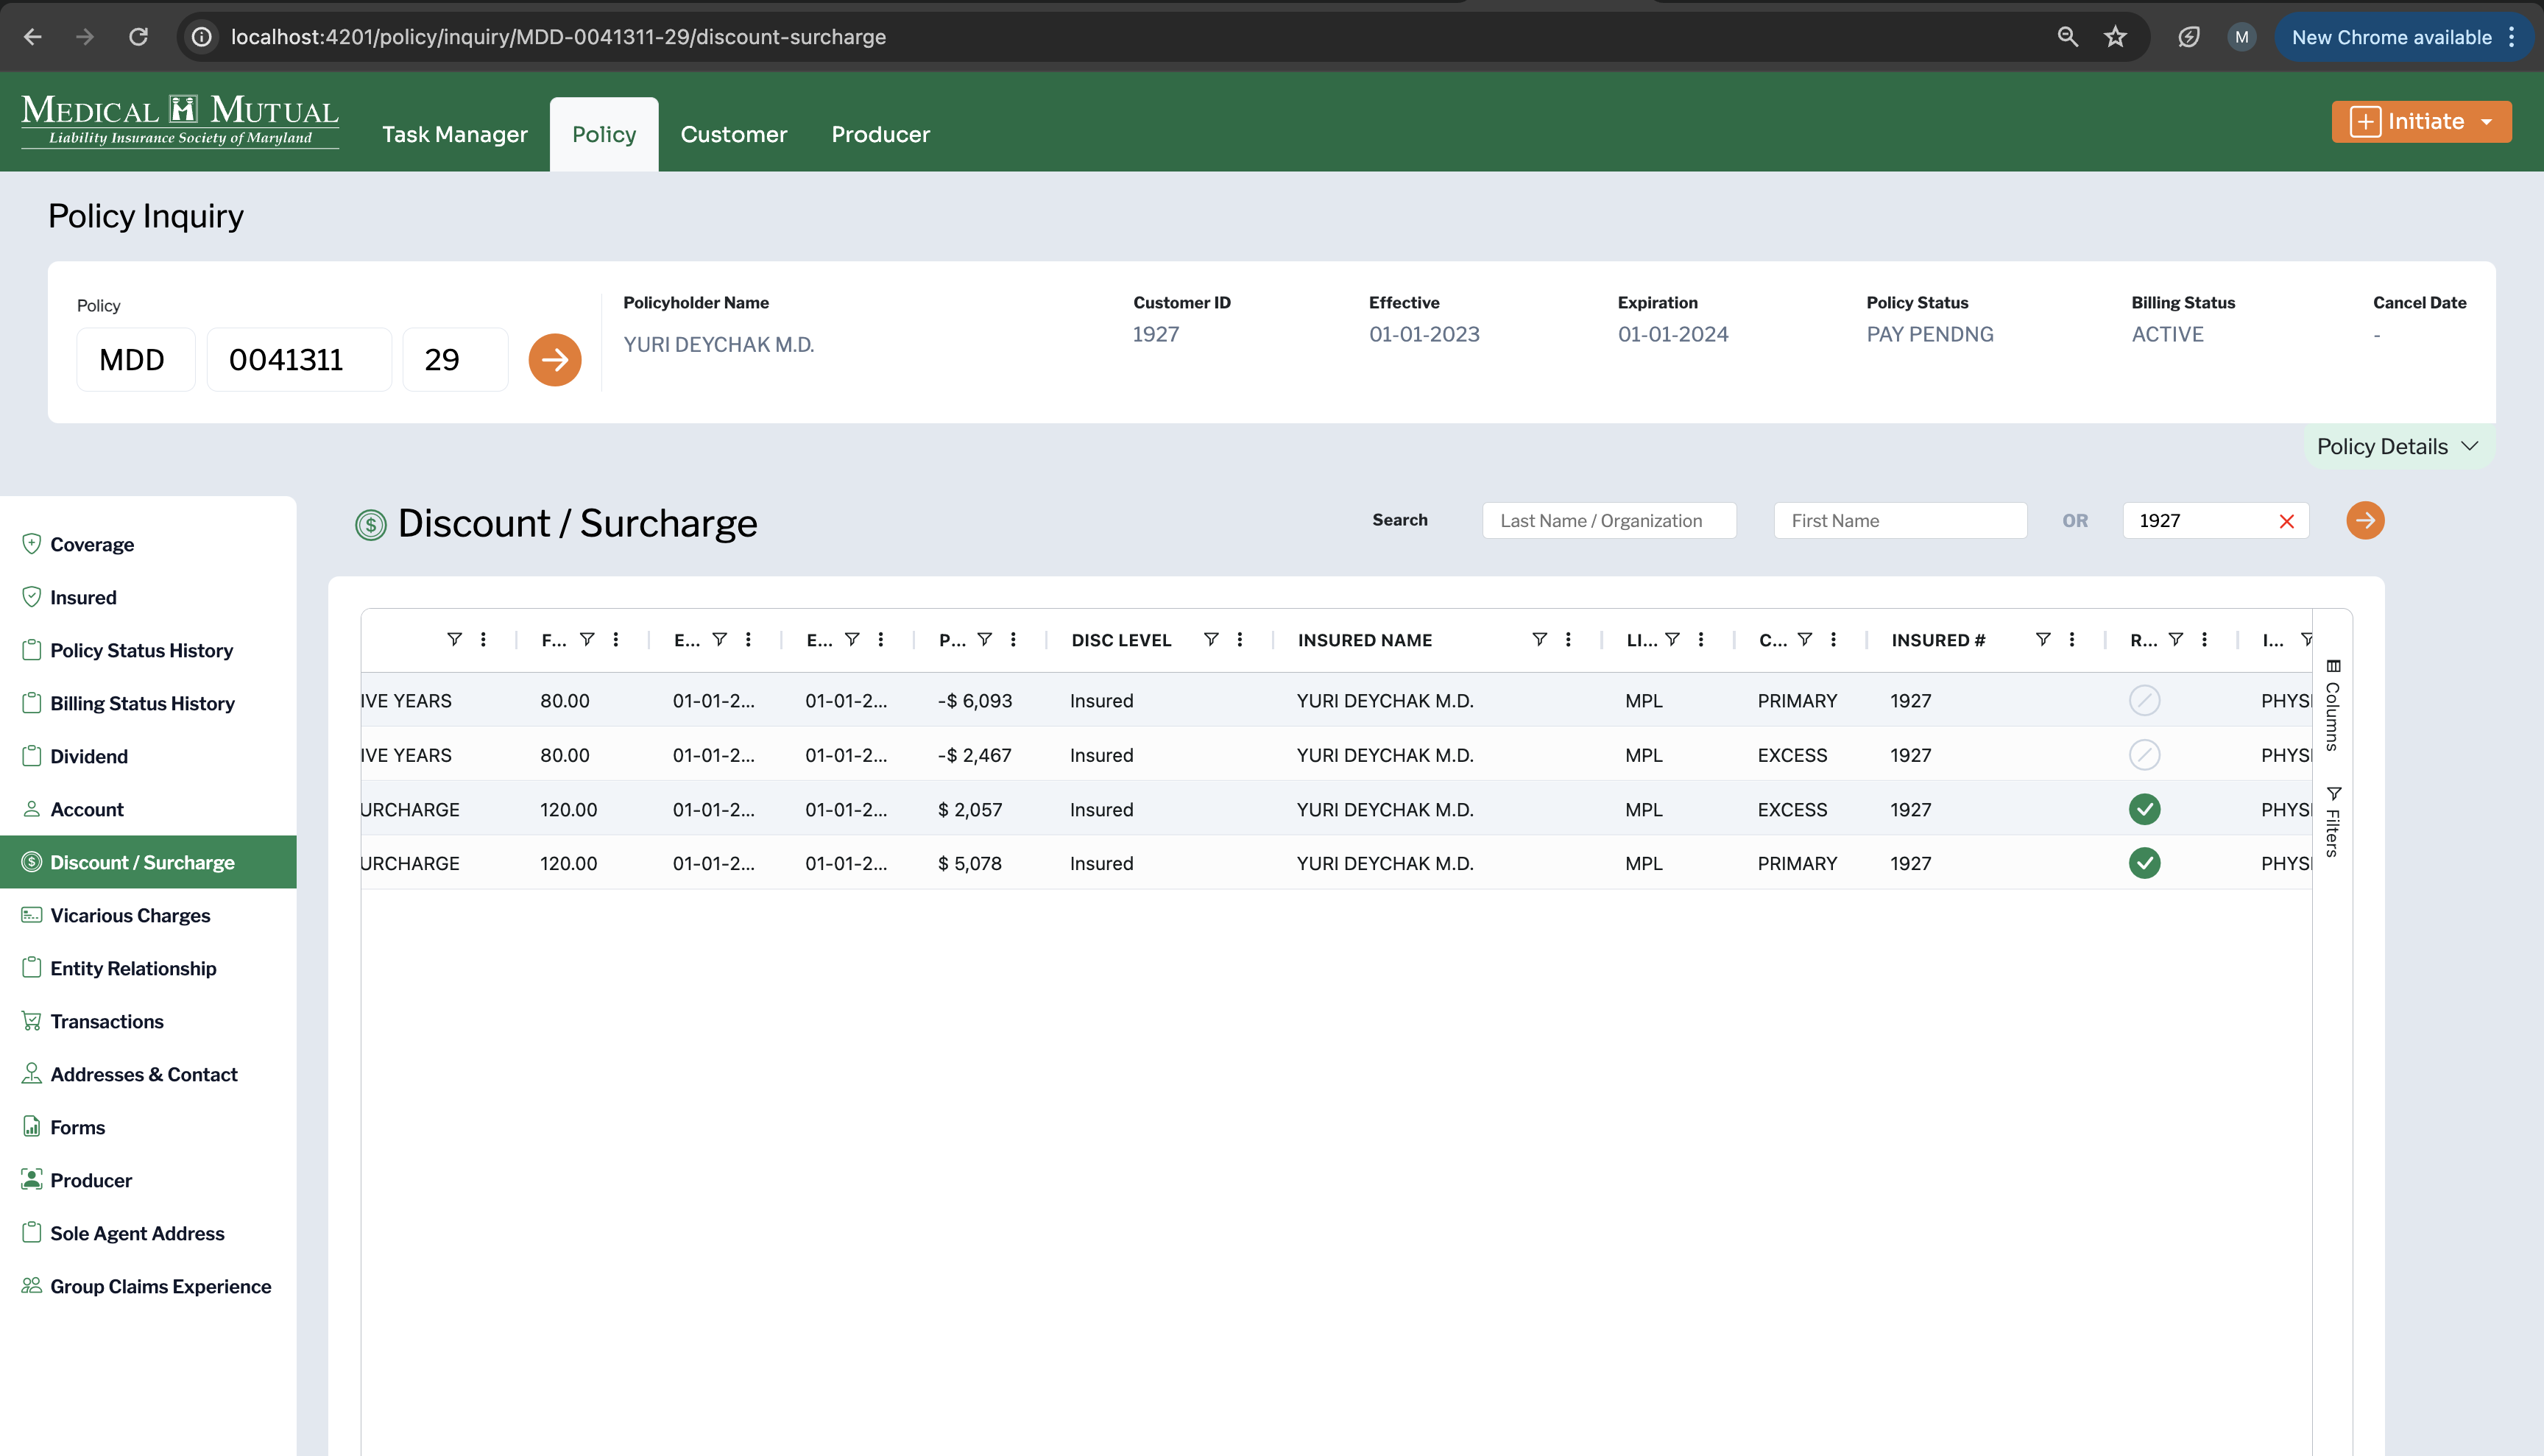 localhost:4201/policy/inquiry/MDD-0041311-29/discount-surcharge
M
New Chrome available
MEDICAL MUTUAL
Liability Insurance Society of Maryland
Task Manager
Policy
Customer
Producer
Initiate
Policy Inquiry
Policy
MDD
0041311
29
Policyholder Name
YURI DEYCHAK M.D.
Customer ID
1927
Effective
01-01-2023
Expiration
01-01-2024
Policy Status
PAY PENDNG
Billing Status
ACTIVE
Cancel Date
-
Policy Details
Coverage
Insured
Policy Status History
Billing Status History
Dividend
Account
Discount / Surcharge
Vicarious Charges
Entity Relationship
Transactions
Addresses & Contact
Forms
Producer
Sole Agent Address
Group Claims Experience
Discount / Surcharge
Search
Last Name / Organization
First Name
OR
1927
F... E... E... P... DISC LEVEL INSURED NAME LI... C... INSURED # R... I...
IVE YEARS 80.00 01-01-2... 01-01-2... -$ 6,093 Insured YURI DEYCHAK M.D. MPL PRIMARY 1927 PHYSI
IVE YEARS 80.00 01-01-2... 01-01-2... -$ 2,467 Insured YURI DEYCHAK M.D. MPL EXCESS 1927 PHYSI
URCHARGE 120.00 01-01-2... 01-01-2... $ 2,057 Insured YURI DEYCHAK M.D. MPL EXCESS 1927 PHYSI
URCHARGE 120.00 01-01-2... 01-01-2... $ 5,078 Insured YURI DEYCHAK M.D. MPL PRIMARY 1927 PHYSI
Columns
Filters